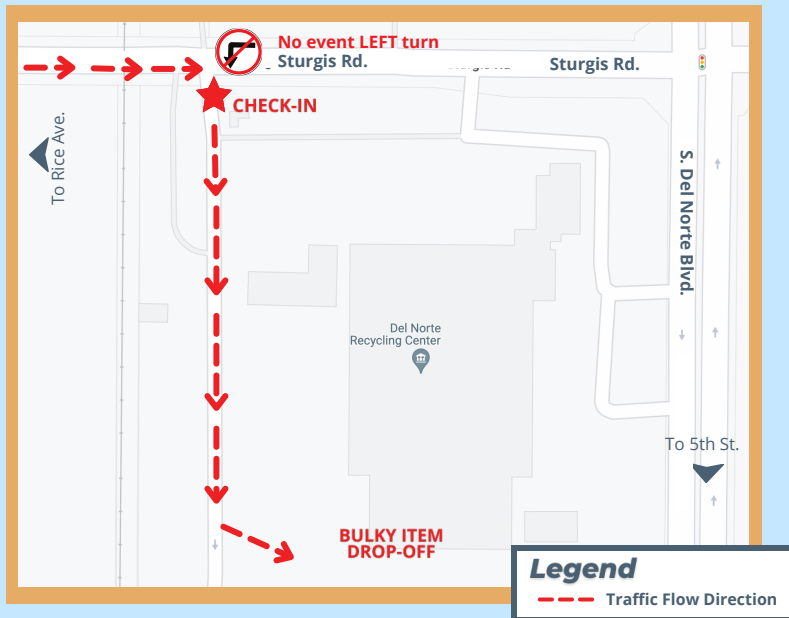 No event LEFT turn
Sturgis Rd.
Sturgis Rd.
CHECK-IN
To Rice Ave.
S. Del Norte Blvd.
Del Norte
Recycling Center
To 5th St.
BULKY ITEM
DROP-OFF
Legend
Traffic Flow Direction